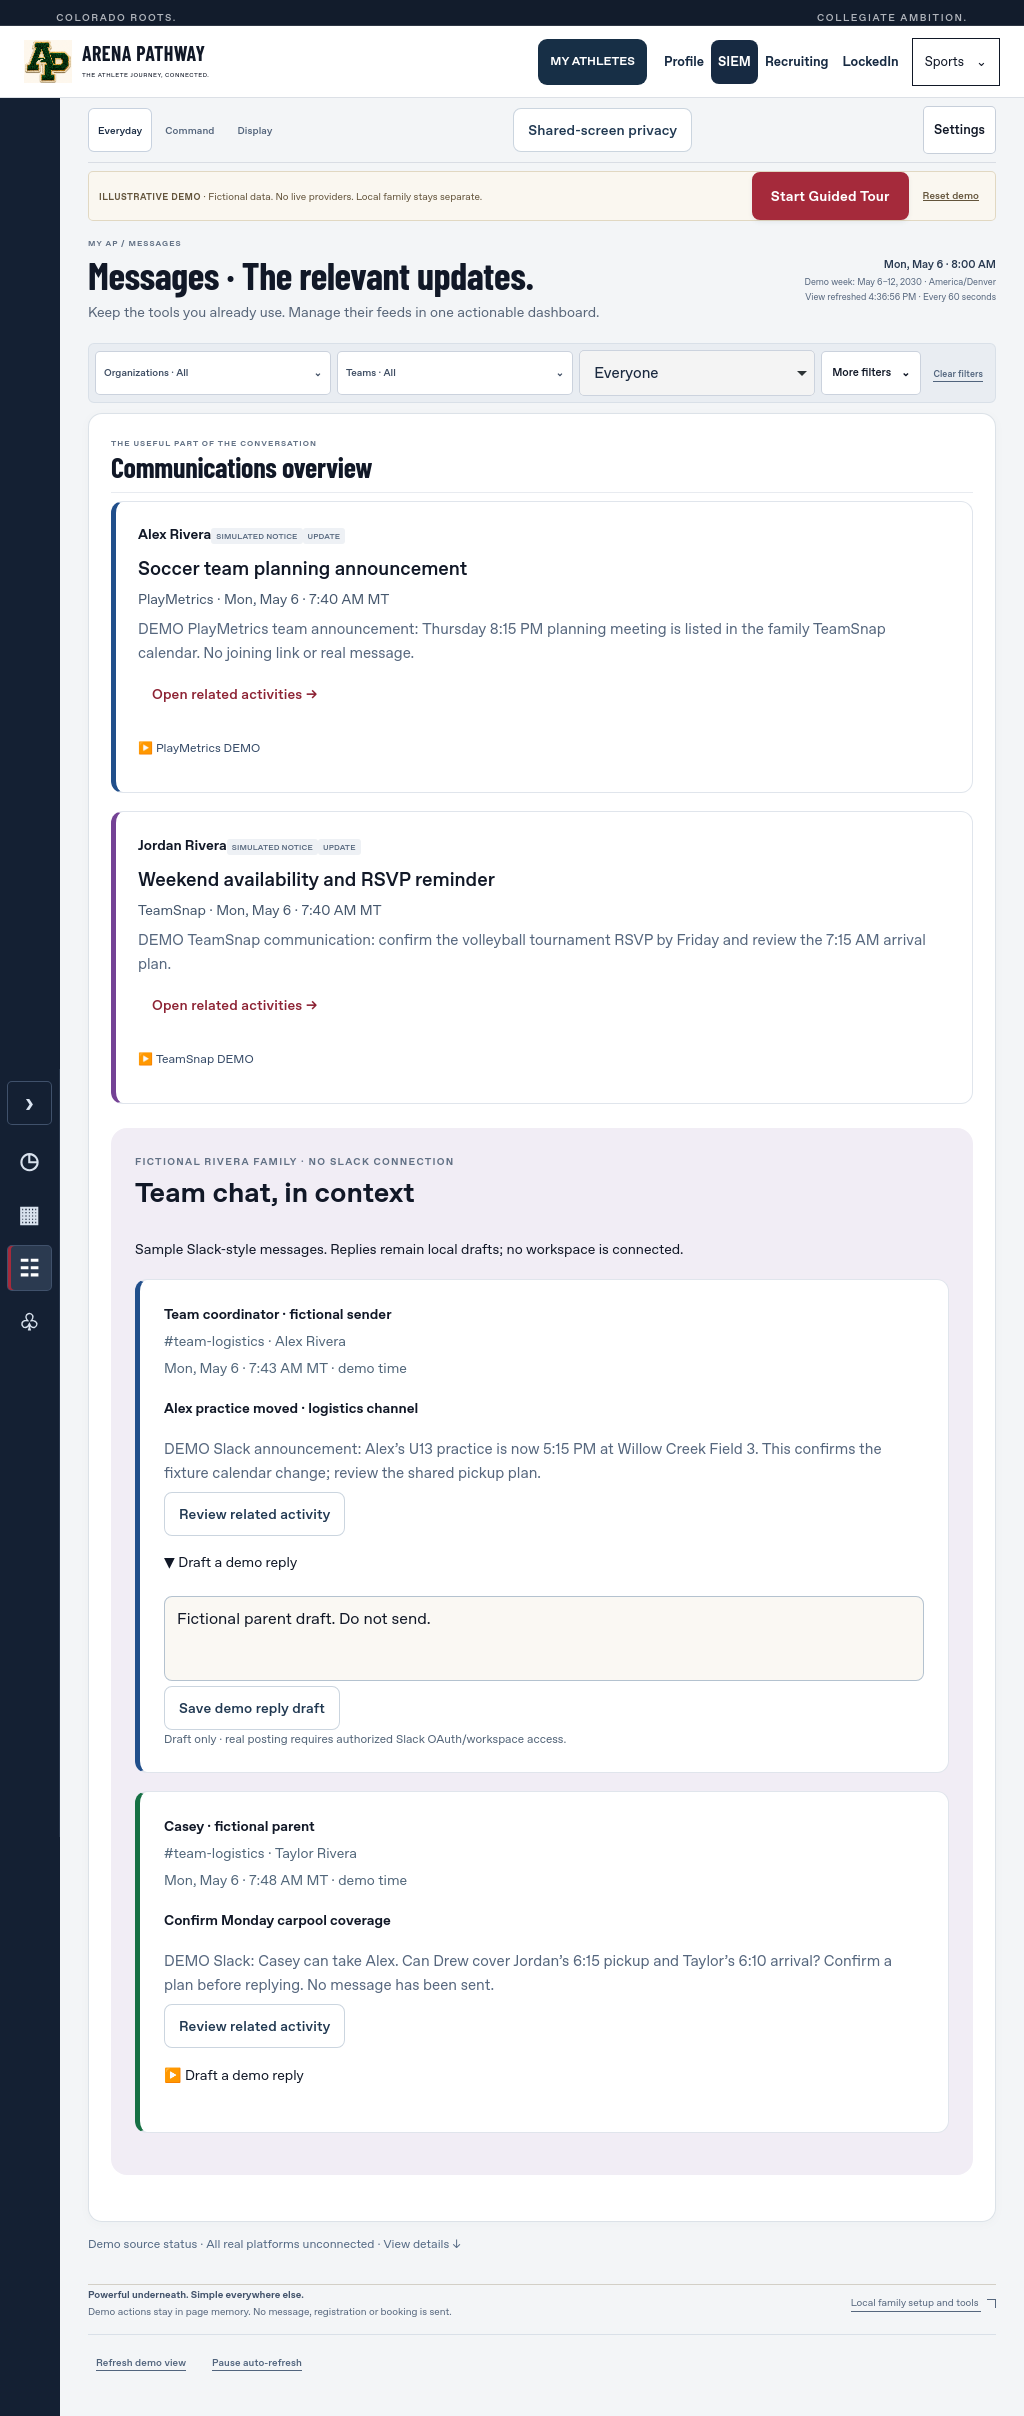 COLORADO ROOTS.
COLLEGIATE AMBITION.
AP
ARENA PATHWAY
THE ATHLETE JOURNEY, CONNECTED.
MY ATHLETES
Profile
SIEM
Recruiting
LockedIn
Sports
Everyday
Command
Display
Shared-screen privacy
Settings
ILLUSTRATIVE DEMO · Fictional data. No live providers. Local family stays separate.
Start Guided Tour
Reset demo
MY AP / MESSAGES
Messages · The relevant updates.
Keep the tools you already use. Manage their feeds in one actionable dashboard.
Mon, May 6 · 8:00 AM
Demo week: May 6–12, 2030 · America/Denver
View refreshed 4:36:56 PM · Every 60 seconds
Organizations · All
Teams · All
Everyone
More filters
Clear filters
THE USEFUL PART OF THE CONVERSATION
Communications overview
Alex Rivera SIMULATED NOTICE UPDATE
Soccer team planning announcement
PlayMetrics · Mon, May 6 · 7:40 AM MT
DEMO PlayMetrics team announcement: Thursday 8:15 PM planning meeting is listed in the family TeamSnap
calendar. No joining link or real message.
Open related activities →
▶ PlayMetrics DEMO
Jordan Rivera SIMULATED NOTICE UPDATE
Weekend availability and RSVP reminder
TeamSnap · Mon, May 6 · 7:40 AM MT
DEMO TeamSnap communication: confirm the volleyball tournament RSVP by Friday and review the 7:15 AM arrival
plan.
Open related activities →
▶ TeamSnap DEMO
FICTIONAL RIVERA FAMILY · NO SLACK CONNECTION
Team chat, in context
Sample Slack-style messages. Replies remain local drafts; no workspace is connected.
Team coordinator · fictional sender
#team-logistics · Alex Rivera
Mon, May 6 · 7:43 AM MT · demo time
Alex practice moved · logistics channel
DEMO Slack announcement: Alex’s U13 practice is now 5:15 PM at Willow Creek Field 3. This confirms the
fixture calendar change; review the shared pickup plan.
Review related activity
▼ Draft a demo reply
Fictional parent draft. Do not send.
Save demo reply draft
Draft only · real posting requires authorized Slack OAuth/workspace access.
Casey · fictional parent
#team-logistics · Taylor Rivera
Mon, May 6 · 7:48 AM MT · demo time
Confirm Monday carpool coverage
DEMO Slack: Casey can take Alex. Can Drew cover Jordan’s 6:15 pickup and Taylor’s 6:10 arrival? Confirm a
plan before replying. No message has been sent.
Review related activity
▶ Draft a demo reply
Demo source status · All real platforms unconnected · View details ↓
Powerful underneath. Simple everywhere else.
Demo actions stay in page memory. No message, registration or booking is sent.
Local family setup and tools
Refresh demo view
Pause auto-refresh